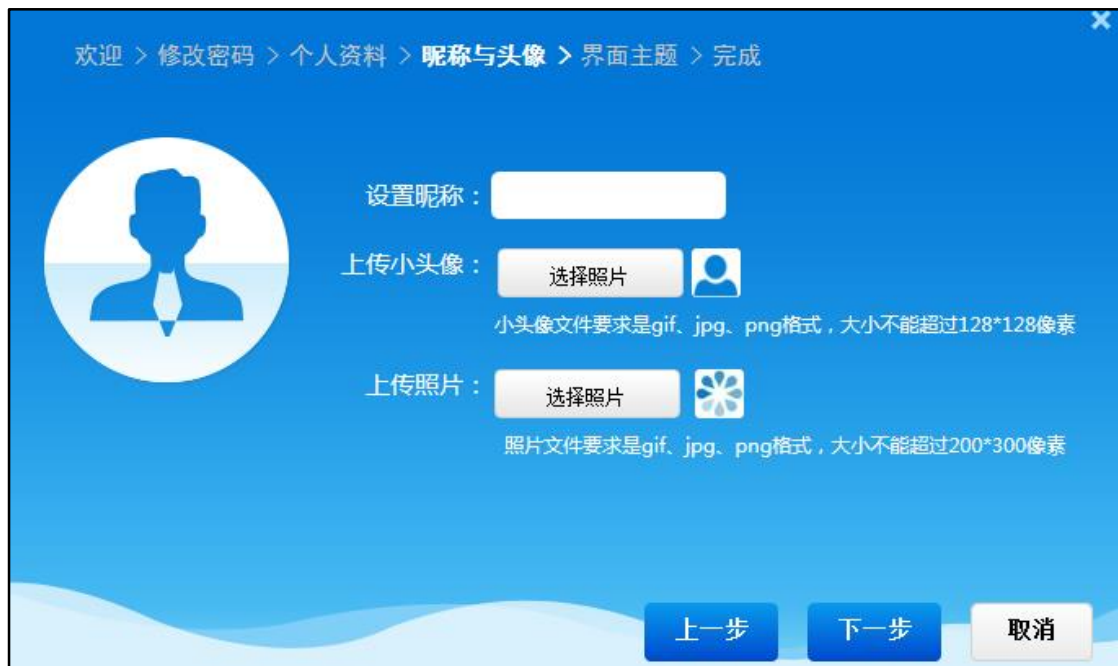 欢迎 > 修改密码 > 个人资料 > 昵称与头像 > 界面主题 > 完成
设置昵称：
上传小头像： 选择照片
小头像文件要求是gif、jpg、png格式，大小不能超过128*128像素
上传照片： 选择照片
照片文件要求是gif、jpg、png格式，大小不能超过200*300像素
上一步 下一步 取消